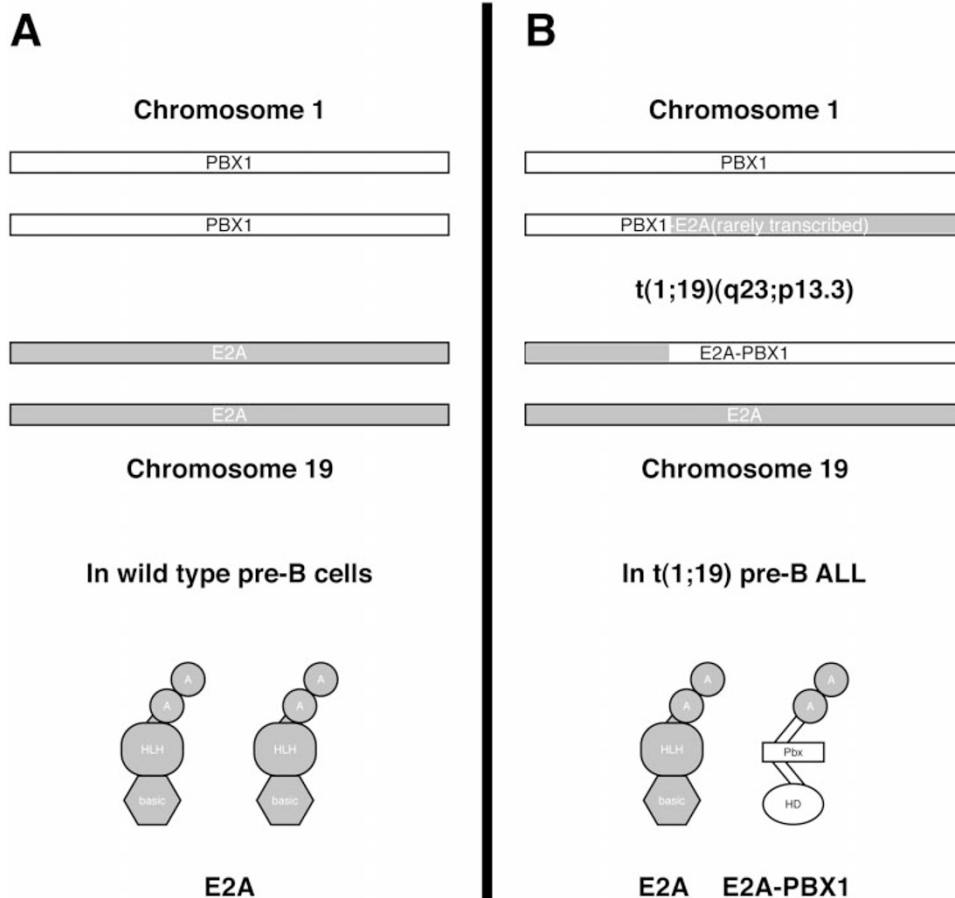 A
Chromosome 1
PBX1
PBX1
E2A
E2A
Chromosome 19
In wild type pre-B cells
A
A
A
A
HLH
HLH
basic
basic
E2A
B
Chromosome 1
PBX1
PBX1-E2A(rarely transcribed)
t(1;19)(q23;p13.3)
E2A-PBX1
E2A
Chromosome 19
In t(1;19) pre-B ALL
A
A
A
A
HLH
Pbx
basic
HD
E2A E2A-PBX1